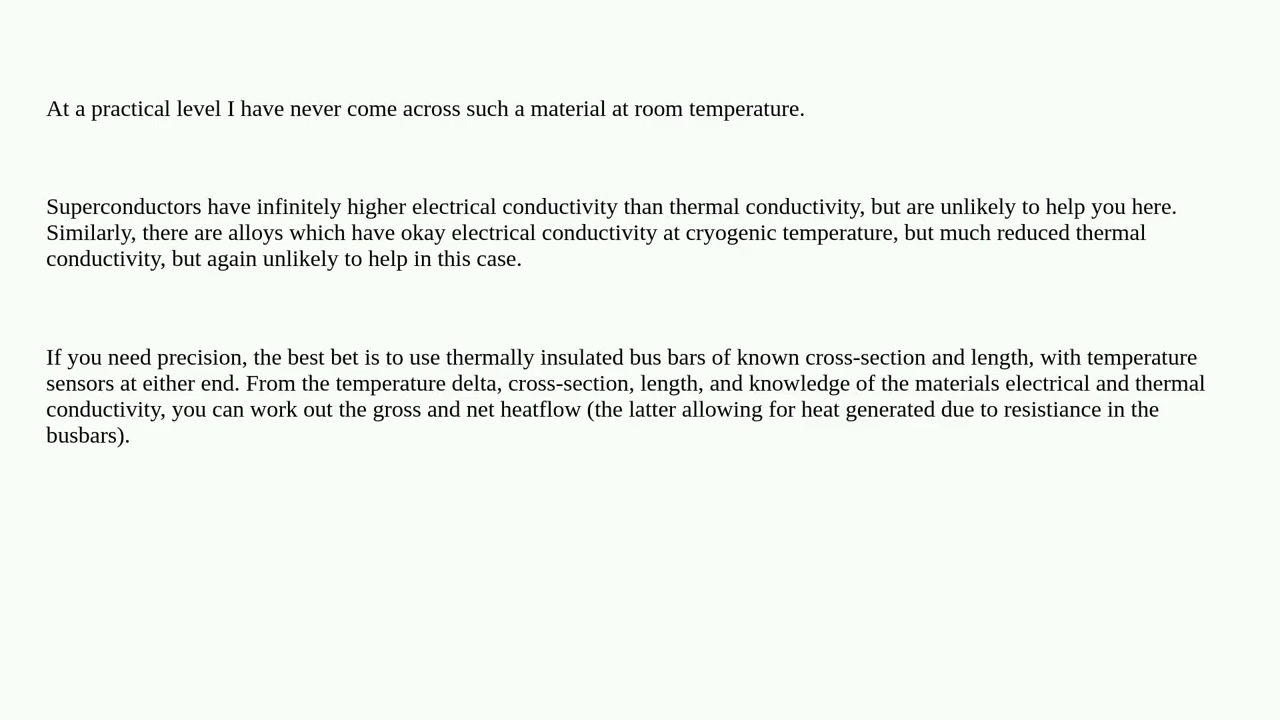 At a practical level I have never come across such a material at room temperature.
Superconductors have infinitely higher electrical conductivity than thermal conductivity, but are unlikely to help you here.
Similarly, there are alloys which have okay electrical conductivity at cryogenic temperature, but much reduced thermal
conductivity, but again unlikely to help in this case.
If you need precision, the best bet is to use thermally insulated bus bars of known cross-section and length, with temperature
sensors at either end. From the temperature delta, cross-section, length, and knowledge of the materials electrical and thermal
conductivity, you can work out the gross and net heatflow (the latter allowing for heat generated due to resistiance in the
busbars).